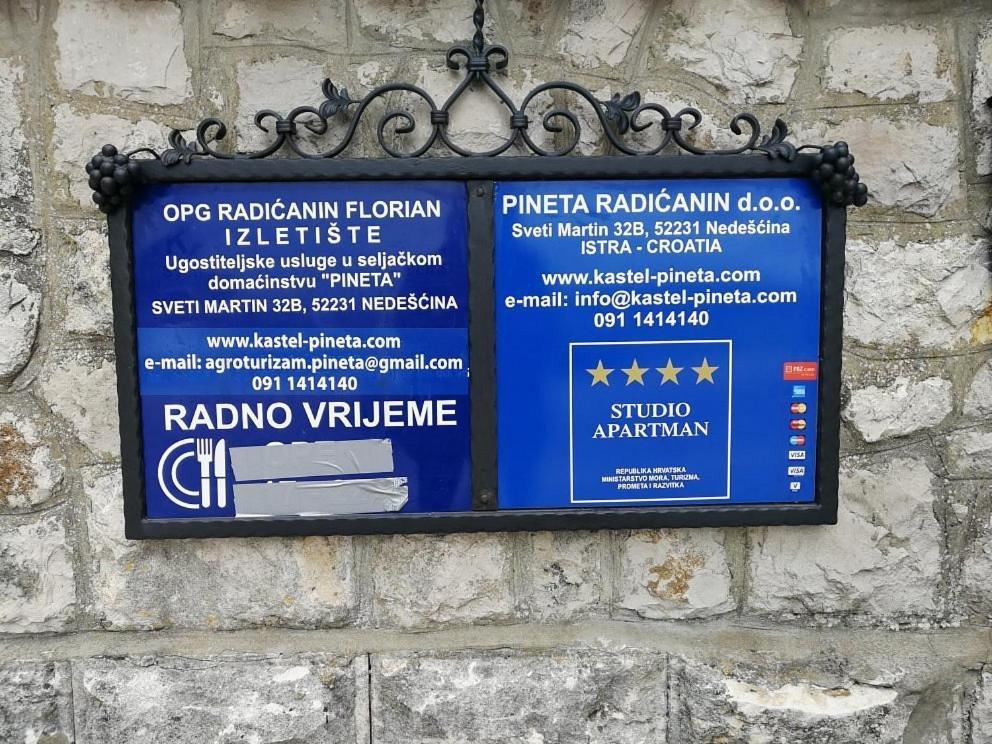 OPG RADIĆANIN FLORIAN
IZLETIŠTE
Ugostiteljske usluge u seljačkom
domaćinstvu "PINETA"
SVETI MARTIN 32B, 52231 NEDEŠĆINA
www.kastel-pineta.com
e-mail: agroturizam.pineta@gmail.com
091 1414140
RADNO VRIJEME
PINETA RADIĆANIN d.o.o.
Sveti Martin 32B, 52231 Nedešćina
ISTRA - CROATIA
www.kastel-pineta.com
e-mail: info@kastel-pineta.com
091 1414140
STUDIO
APARTMAN
REPUBLIKA HRVATSKA
MINISTARSTVO MORA, TURIZMA,
PROMETA I RAZVITKA
VISA
VISA